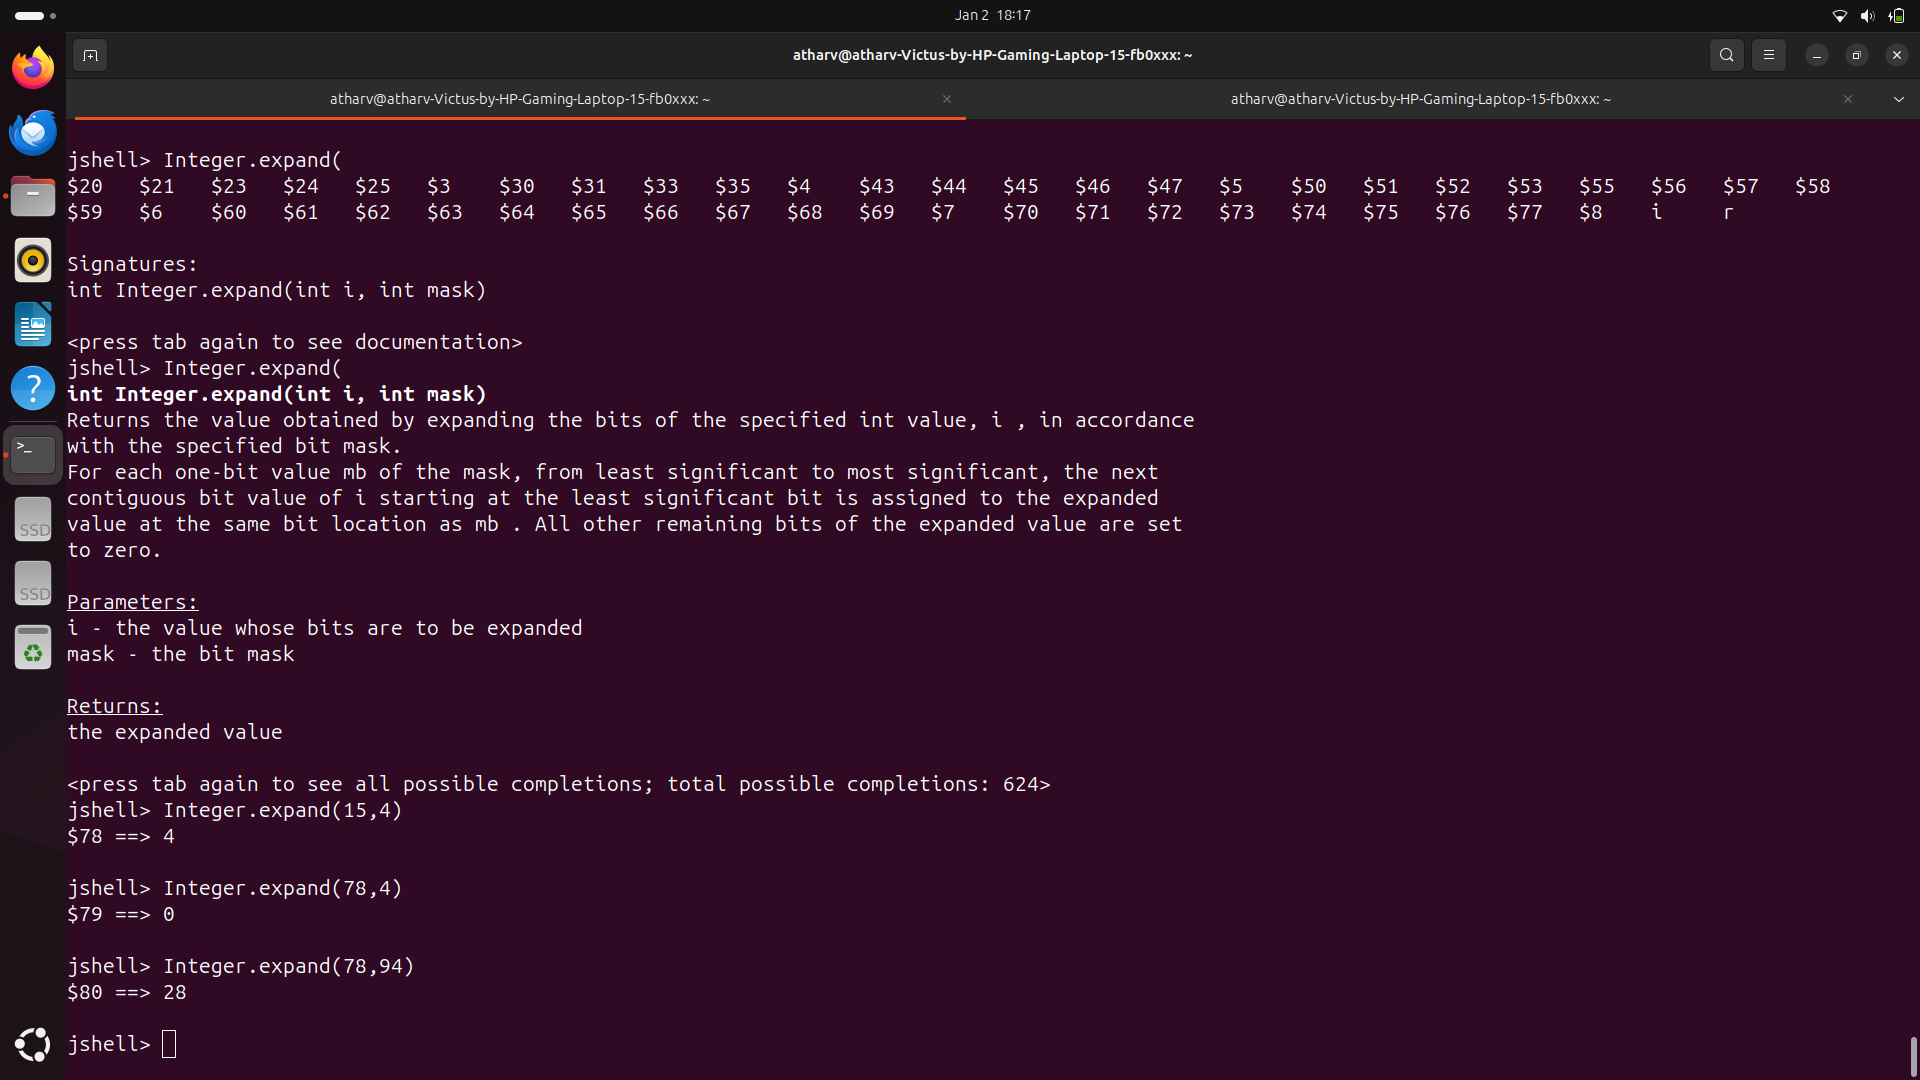 Jan 2 18:17
atharv@atharv-Victus-by-HP-Gaming-Laptop-15-fb0xxx: ~
atharv@atharv-Victus-by-HP-Gaming-Laptop-15-fb0xxx: ~
atharv@atharv-Victus-by-HP-Gaming-Laptop-15-fb0xxx: ~
jshell> Integer.expand(
$20 $21 $23 $24 $25 $3 $30 $31 $33 $35 $4 $43 $44 $45 $46 $47 $5 $50 $51 $52 $53 $55 $56 $57 $58
$59 $6 $60 $61 $62 $63 $64 $65 $66 $67 $68 $69 $7 $70 $71 $72 $73 $74 $75 $76 $77 $8 i r
Signatures:
int Integer.expand(int i, int mask)
<press tab again to see documentation>
jshell> Integer.expand(
int Integer.expand(int i, int mask)
Returns the value obtained by expanding the bits of the specified int value, i , in accordance
with the specified bit mask.
For each one-bit value mb of the mask, from least significant to most significant, the next
contiguous bit value of i starting at the least significant bit is assigned to the expanded
value at the same bit location as mb . All other remaining bits of the expanded value are set
to zero.
Parameters:
i - the value whose bits are to be expanded
mask - the bit mask
Returns:
the expanded value
<press tab again to see all possible completions; total possible completions: 624>
jshell> Integer.expand(15,4)
$78 ==> 4
jshell> Integer.expand(78,4)
$79 ==> 0
jshell> Integer.expand(78,94)
$80 ==> 28
jshell>
SSD
SSD